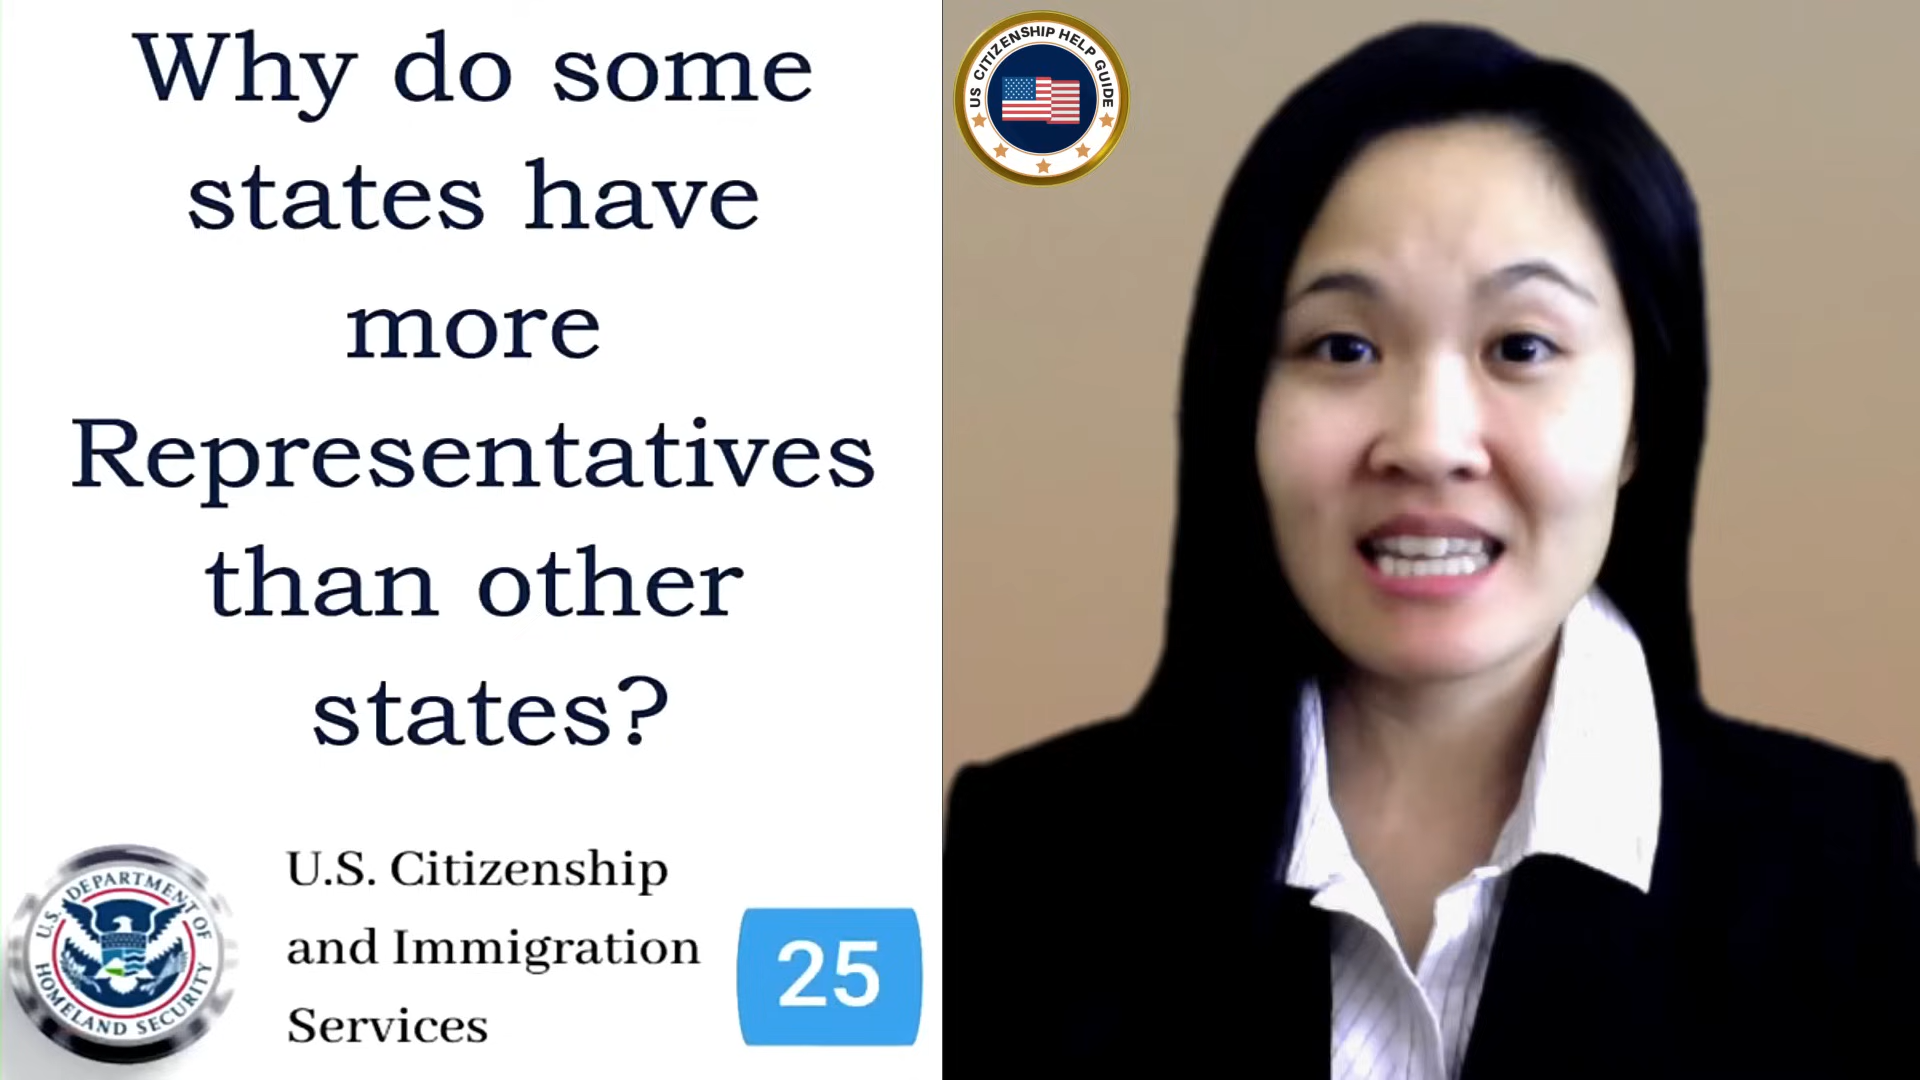 Why do some
states have
more
Representatives
than other
states?
U.S. Citizenship
and Immigration
Services
25
U.S. DEPARTMENT OF
HOMELAND SECURITY
US CITIZENSHIP HELP GUIDE